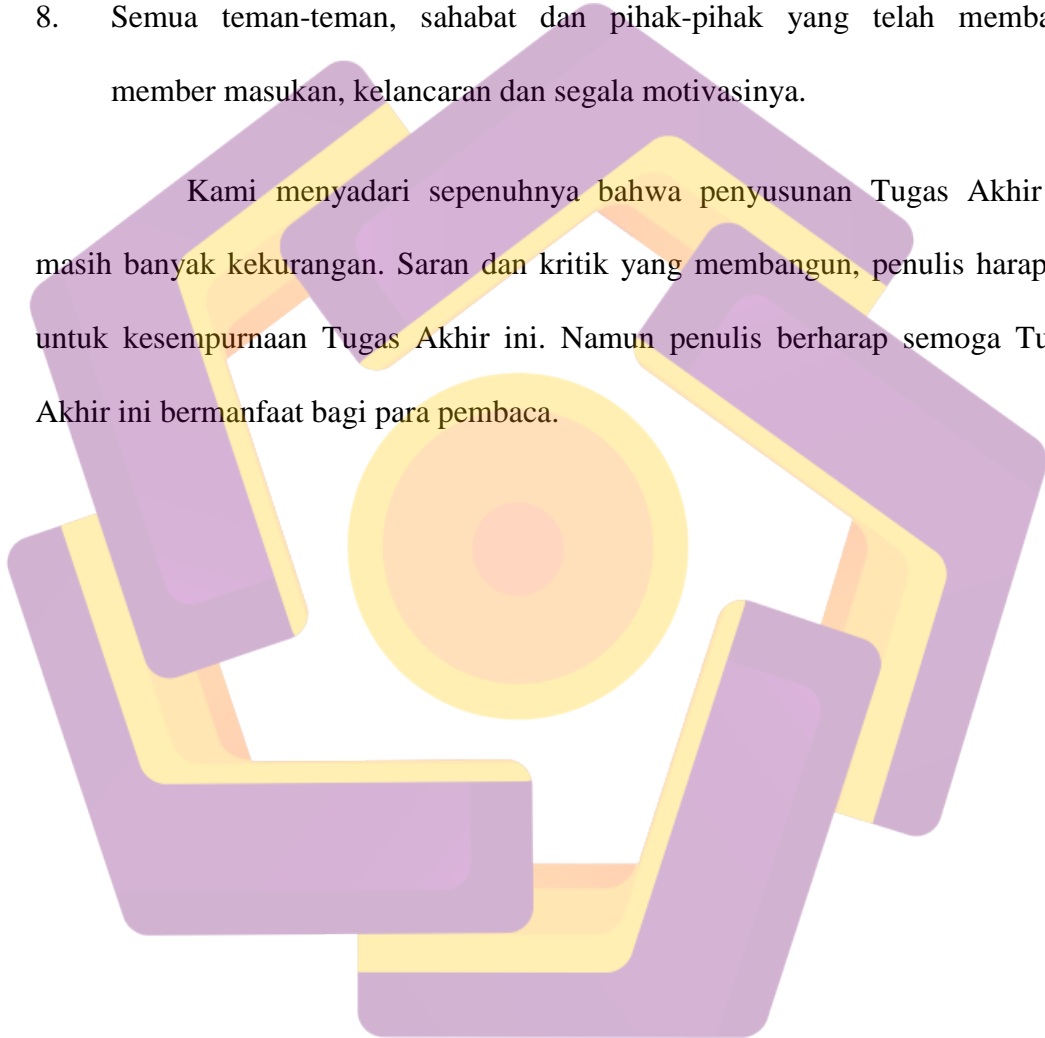 8. Semua teman-teman, sahabat dan pihak-pihak yang telah memba
member masukan, kelancaran dan segala motivasinya.
Kami menyadari sepenuhnya bahwa penyusunan Tugas Akhir
masih banyak kekurangan. Saran dan kritik yang membangun, penulis harap
untuk kesempurnaan Tugas Akhir ini. Namun penulis berharap semoga Tu
Akhir ini bermanfaat bagi para pembaca.